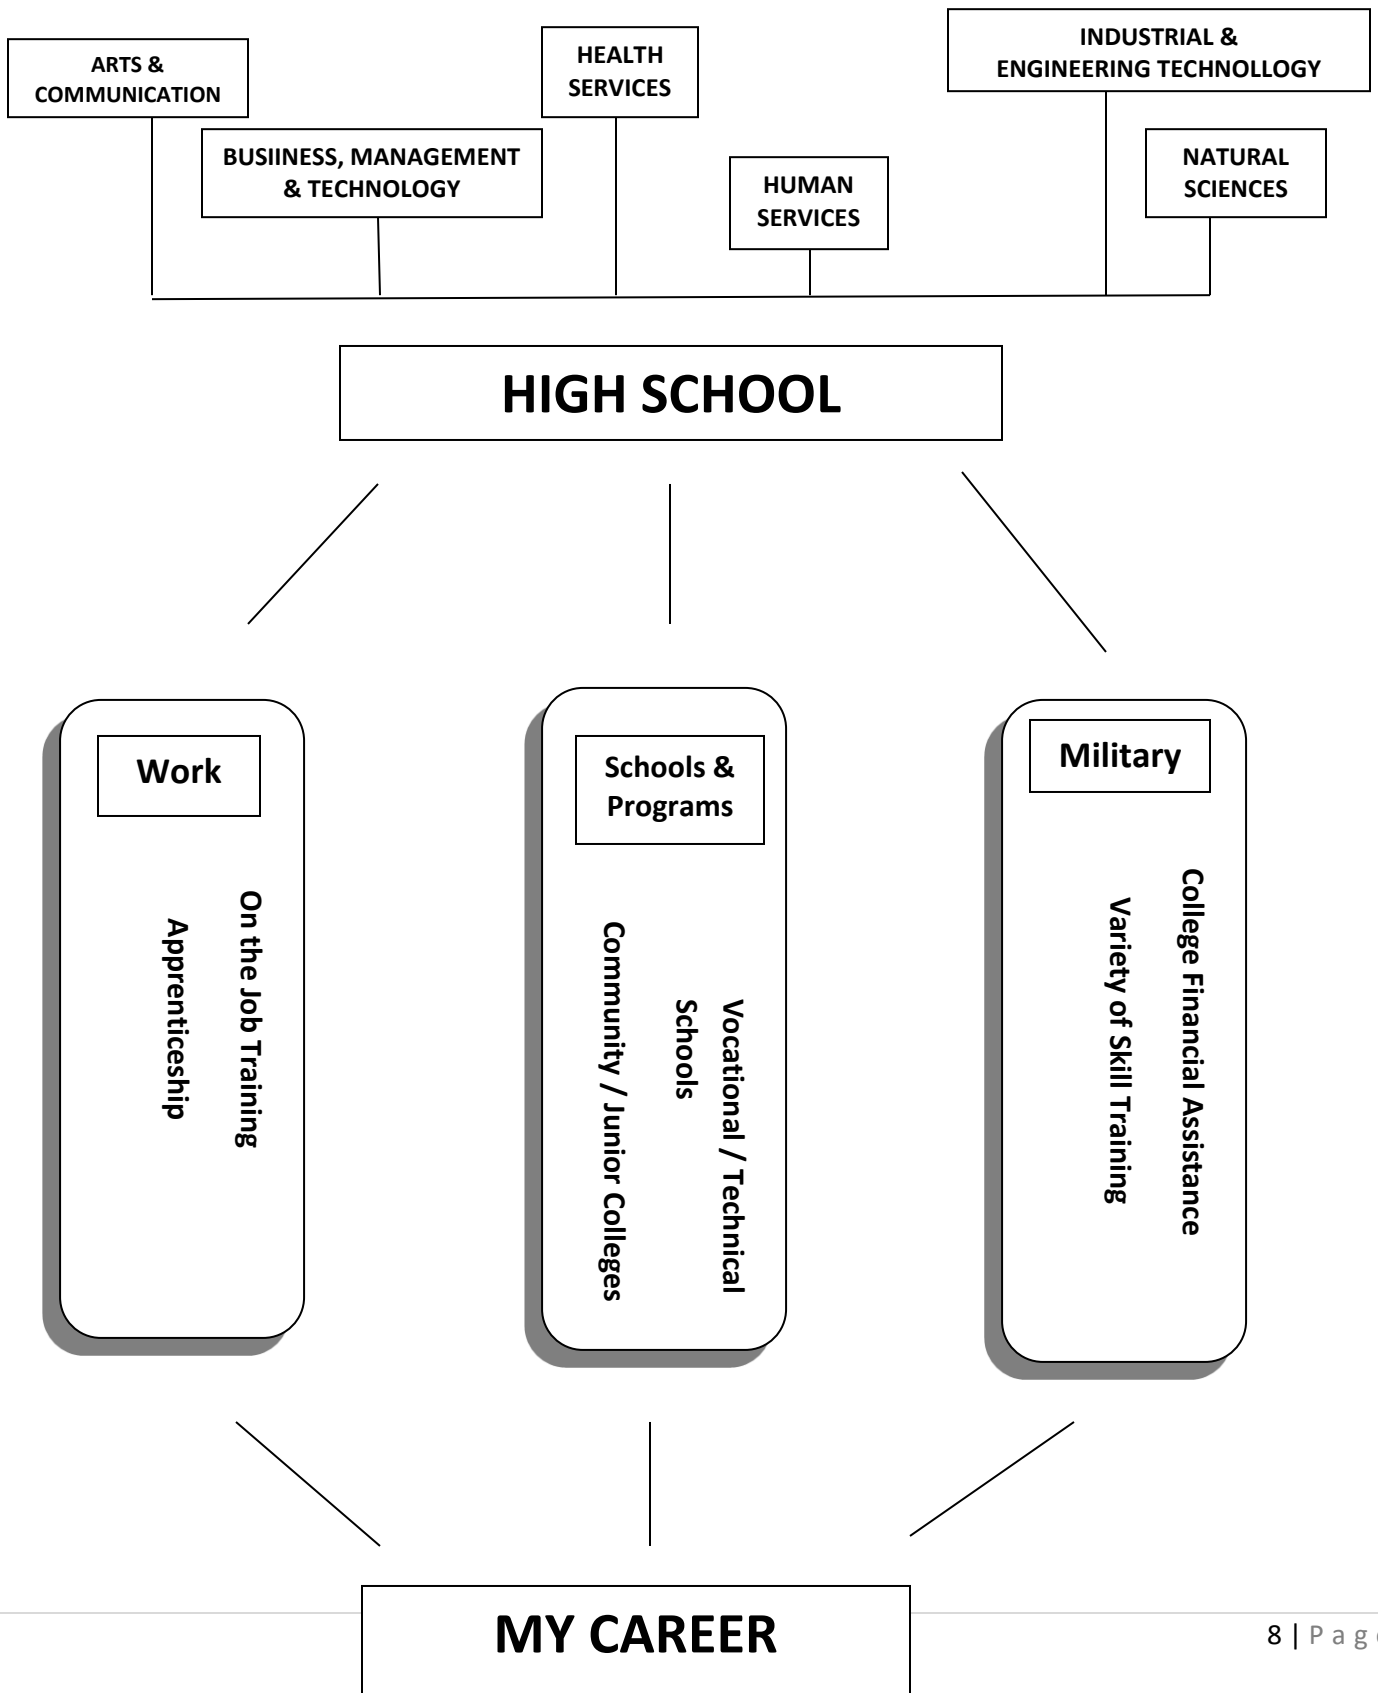 ARTS &
COMMUNICATION
HEALTH
SERVICES
INDUSTRIAL &
ENGINEERING TECHNOLLOGY
BUSIINESS, MANAGEMENT
& TECHNOLOGY
HUMAN
SERVICES
NATURAL
SCIENCES
HIGH SCHOOL
Work
On the Job Training
Apprenticeship
Schools &
Programs
Vocational / Technical
Schools
Community / Junior Colleges
Military
College Financial Assistance
Variety of Skill Training
MY CAREER
8 | Page